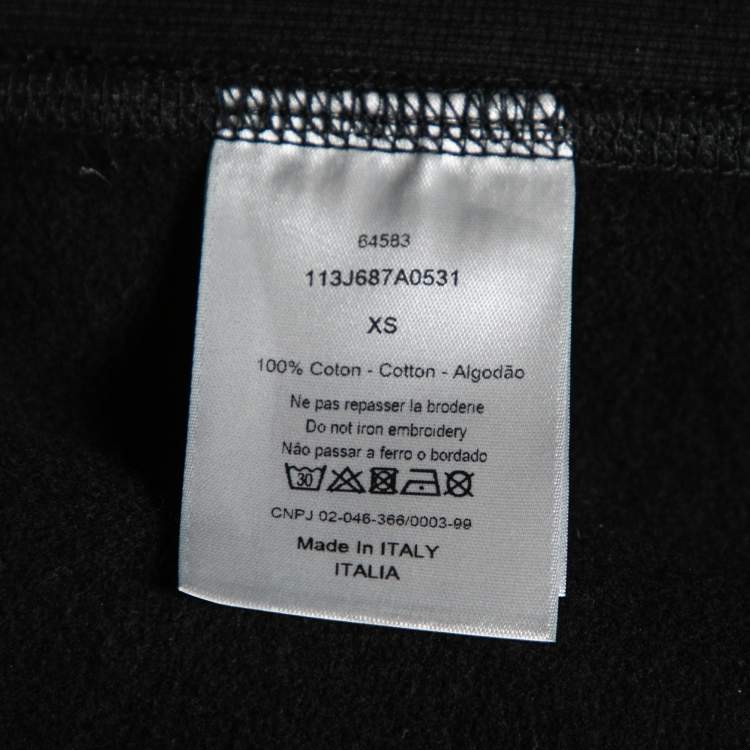 64583
113J687A0531
XS
100% Coton - Cotton - Algodão
Ne pas repasser la broderie
Do not iron embroidery
Não passar a ferro o bordado
30
CNPJ 02-046-366/0003-99
Made In ITALY
ITALIA